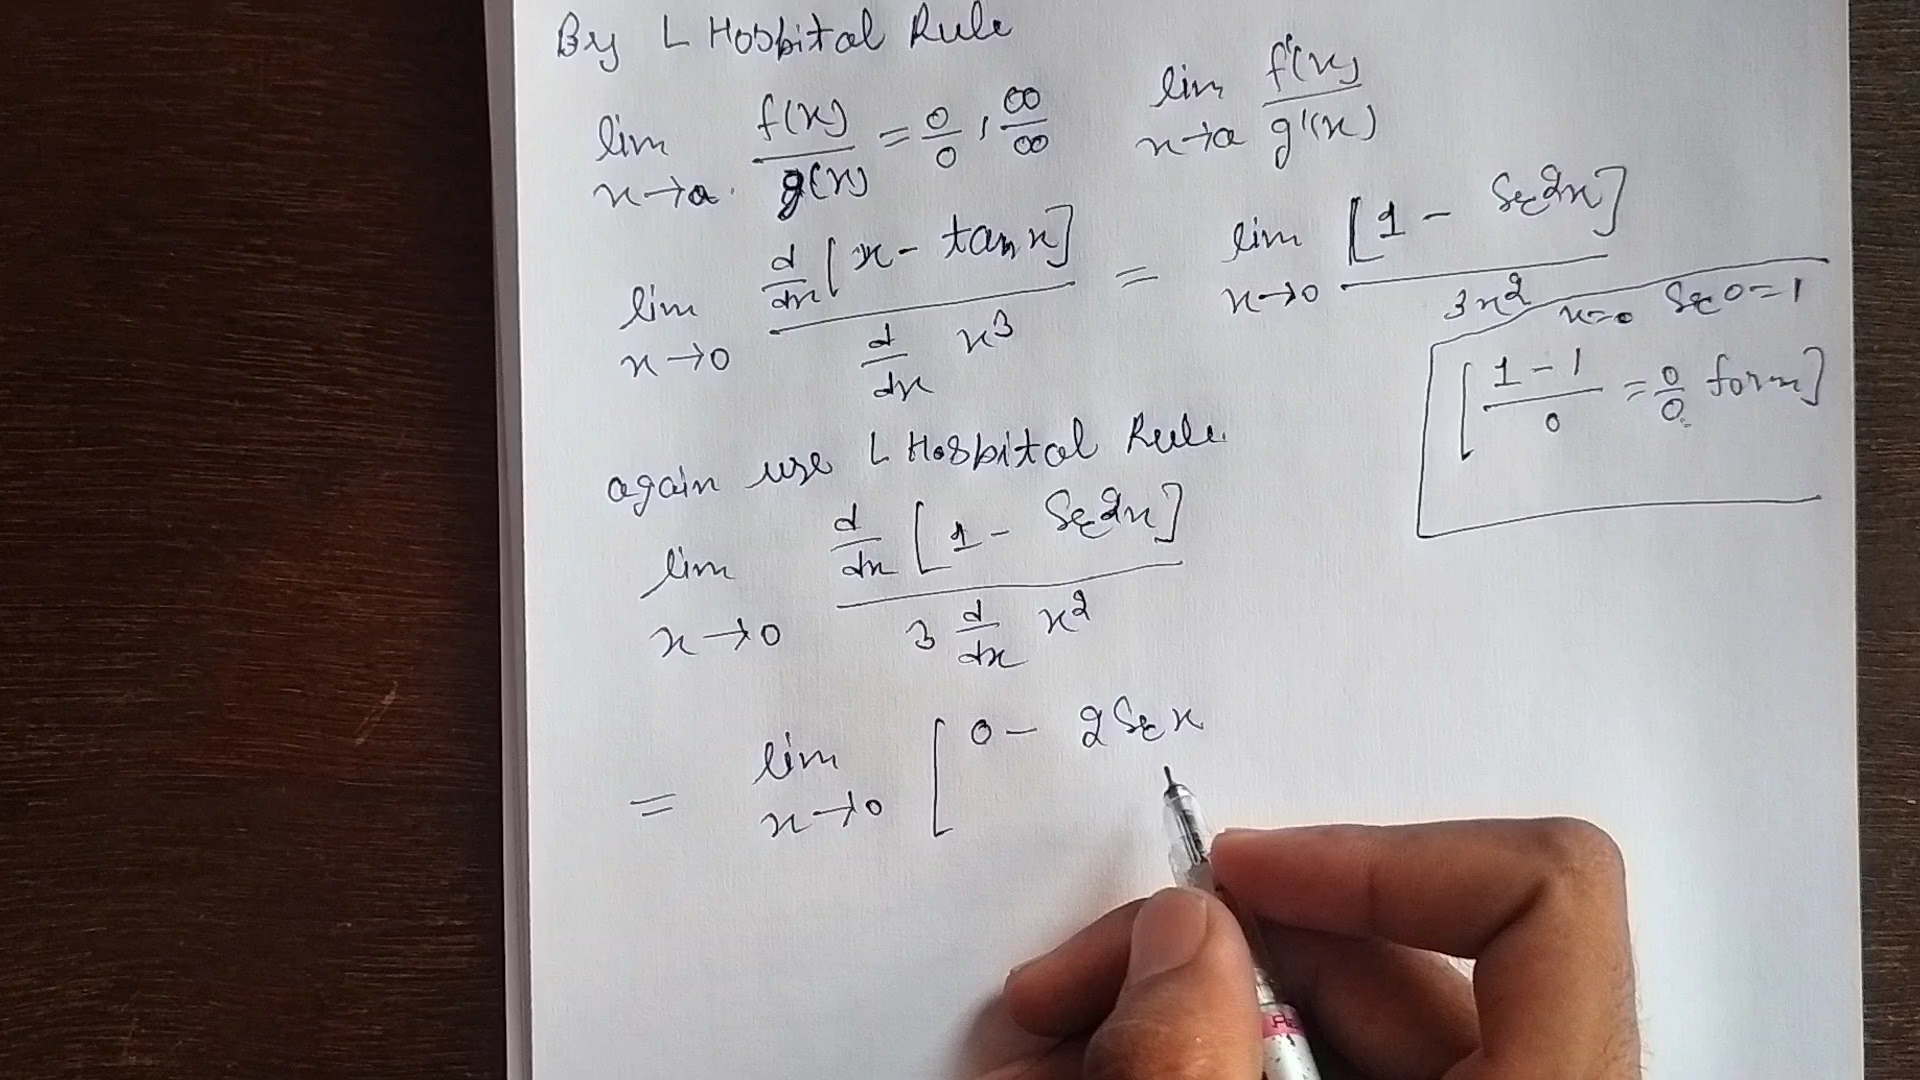 By L Hospital Rule
lim x→a f(x)/g(x) = 0/0, ∞/∞ lim x→a f'(x)/g'(x)
lim x→0 d/dx [x - tan x] / d/dx x³ = lim x→0 [1 - Sec²x] / 3x²
x=0 Sec 0 = 1
[1-1/0 = 0/0 form]
again use L Hospital Rule.
lim x→0 d/dx [1 - Sec²x] / 3 d/dx x²
= lim x→0 [0 - 2 Sec x